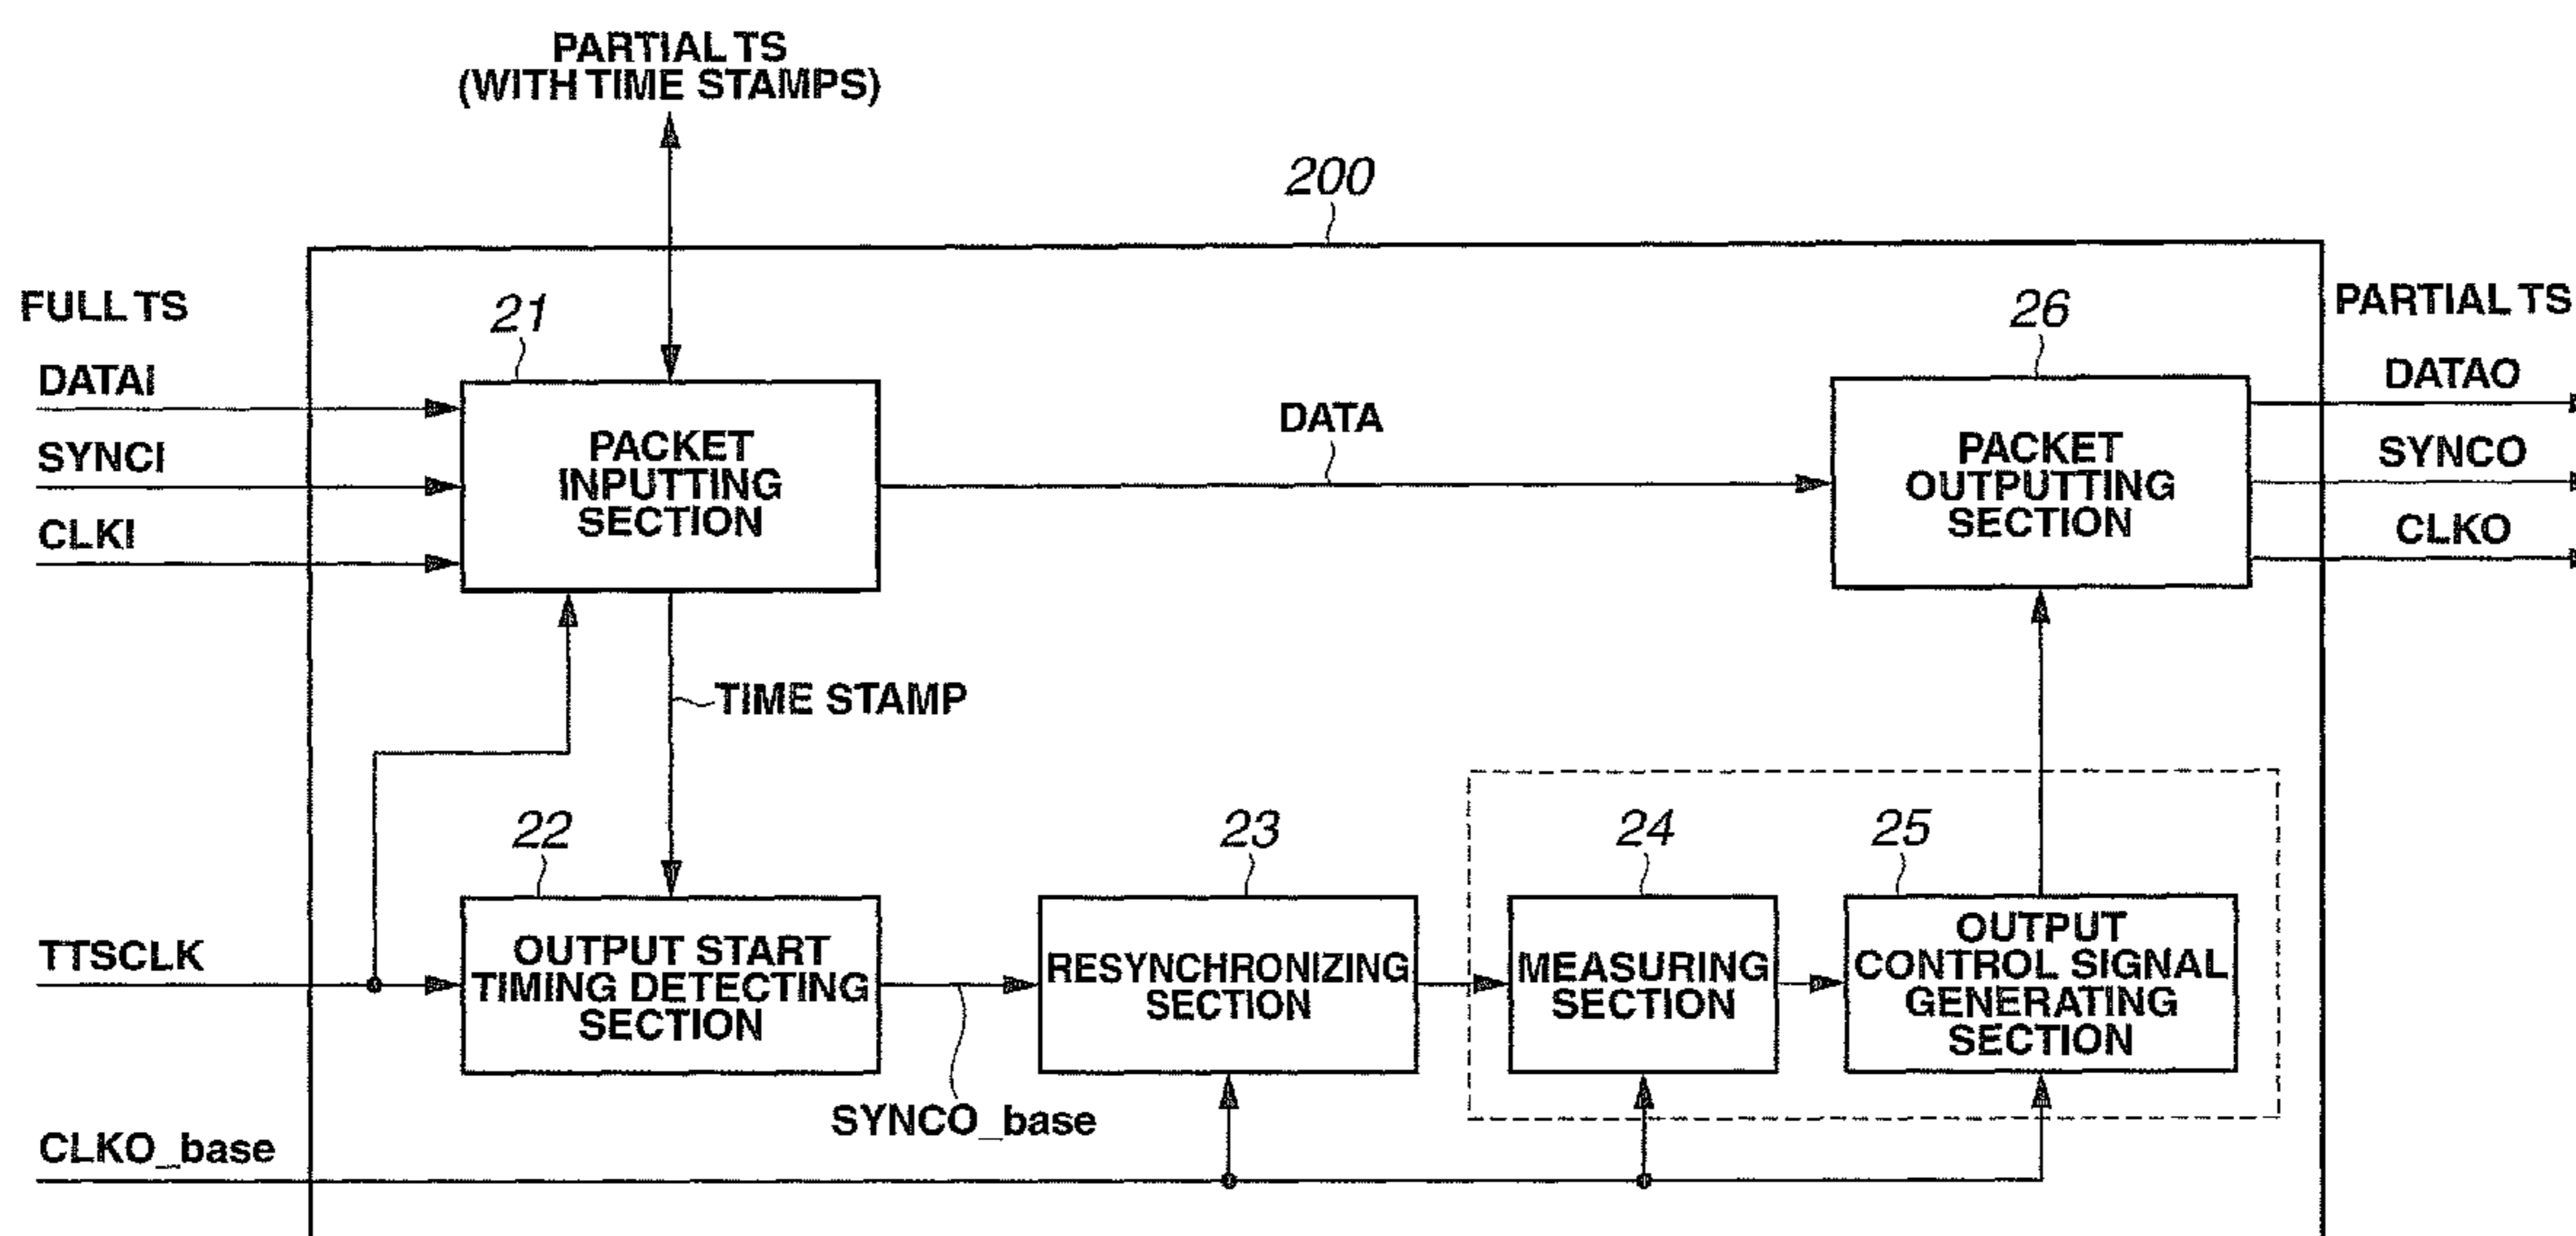 PARTIAL TS
(WITH TIME STAMPS)
200
FULL TS
21
26
PARTIAL TS
DATAI
SYNCI
CLKI
PACKET
INPUTTING
SECTION
DATA
PACKET
OUTPUTTING
SECTION
DATAO
SYNCO
CLKO
TIME STAMP
22
23
24
25
TTSCLK
OUTPUT START
TIMING DETECTING
SECTION
RESYNCHRONIZING
SECTION
MEASURING
SECTION
OUTPUT
CONTROL SIGNAL
GENERATING
SECTION
SYNCO_base
CLKO_base